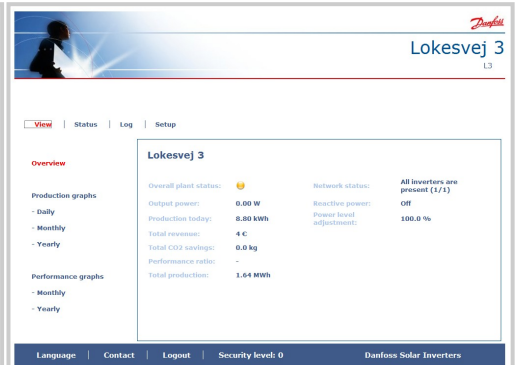 Danfoss
Lokesvej 3
L3
View | Status | Log | Setup
Overview
Production graphs
- Daily
- Monthly
- Yearly
Performance graphs
- Monthly
- Yearly
Lokesvej 3
Overall plant status:
Output power: 0.00 W
Production today: 8.80 kWh
Total revenue: 4 €
Total CO2 savings: 0.0 kg
Performance ratio: -
Total production: 1.64 MWh
Network status: All inverters are
present (1/1)
Reactive power: Off
Power level
adjustment: 100.0 %
Language | Contact | Logout | Security level: 0 Danfoss Solar Inverters